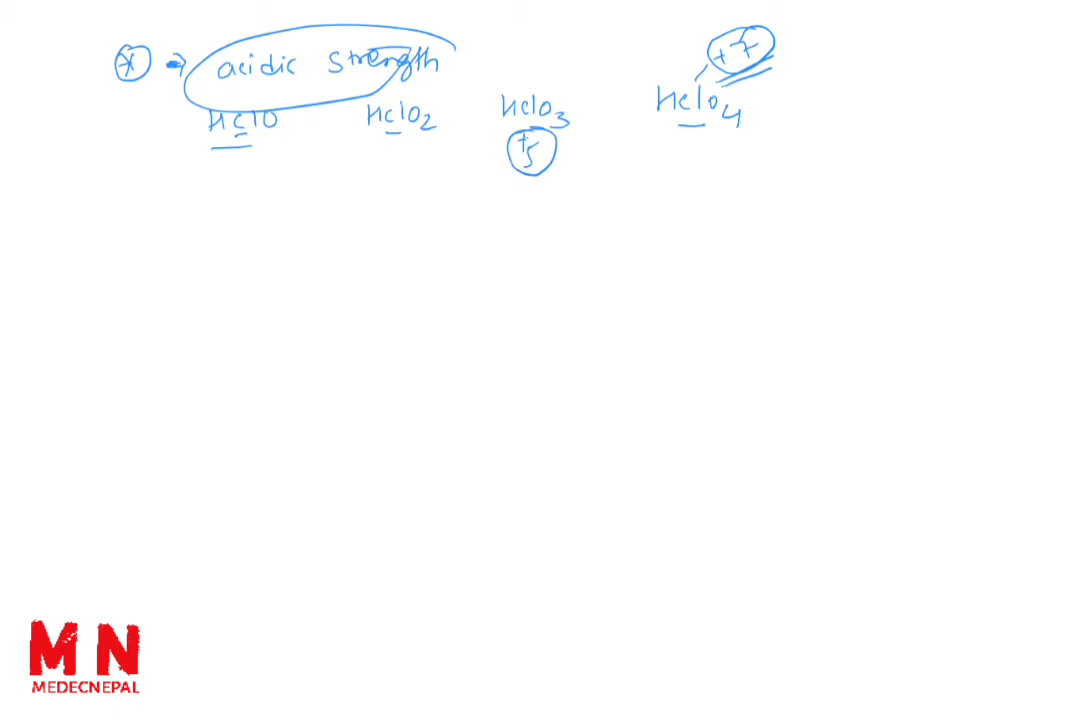 * → acidic strength
+7
HClO HClO2 HClO3 HClO4
+5
MN
MEDECNEPAL